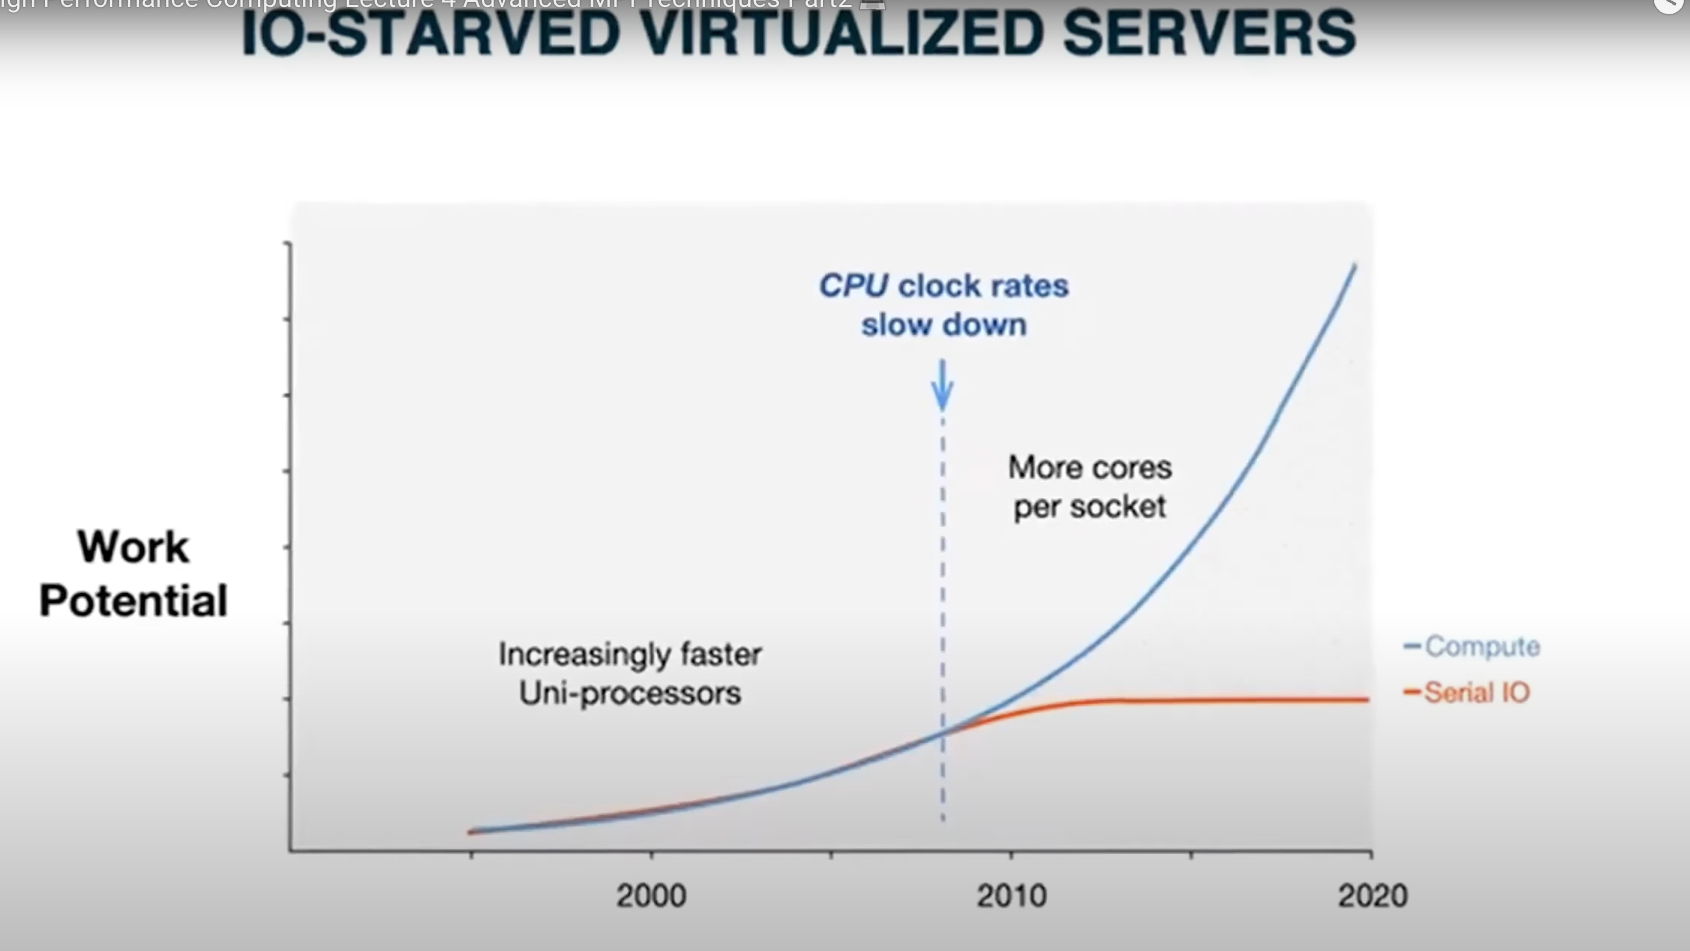 igh Performance Computing Lecture 4 Advanced MPI Techniques Part2
IO-STARVED VIRTUALIZED SERVERS
CPU clock rates
slow down
More cores
per socket
Work
Potential
Increasingly faster
Uni-processors
Compute
Serial IO
2000
2010
2020